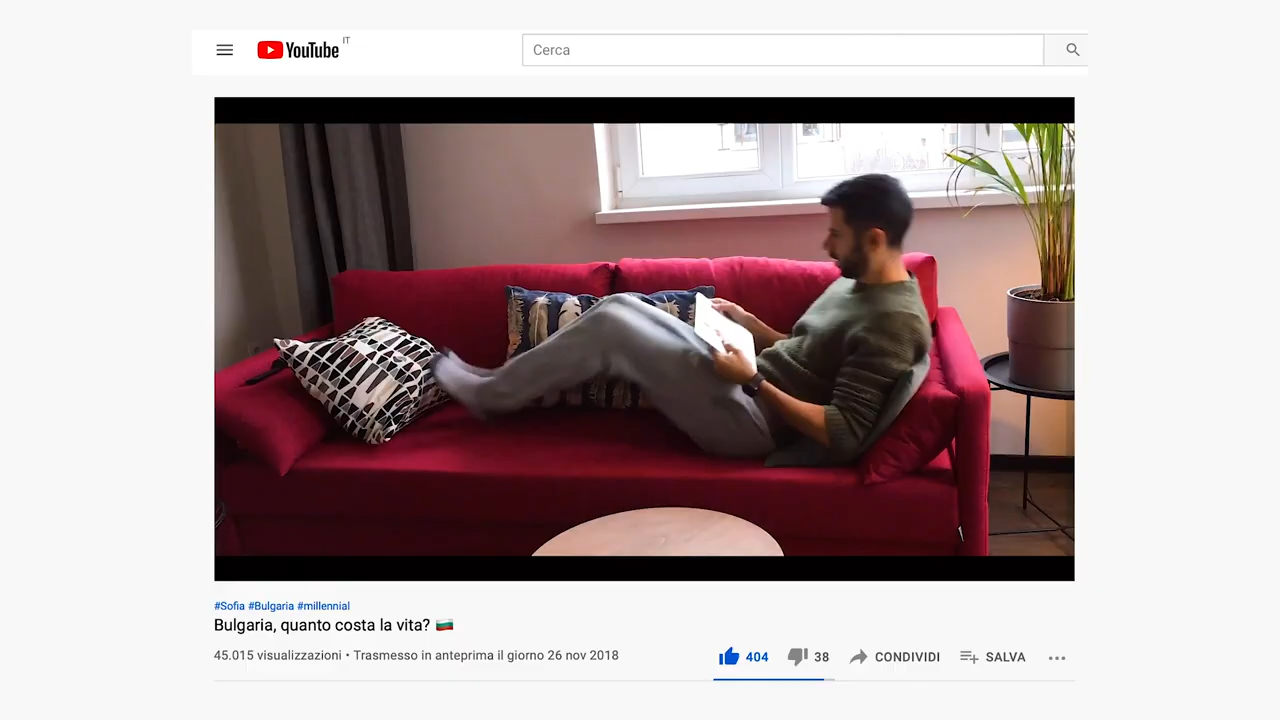 YouTube IT
Cerca
#Sofia #Bulgaria #millennial
Bulgaria, quanto costa la vita? 🇧🇬
45.015 visualizzazioni • Trasmesso in anteprima il giorno 26 nov 2018
404 38 CONDIVIDI SALVA